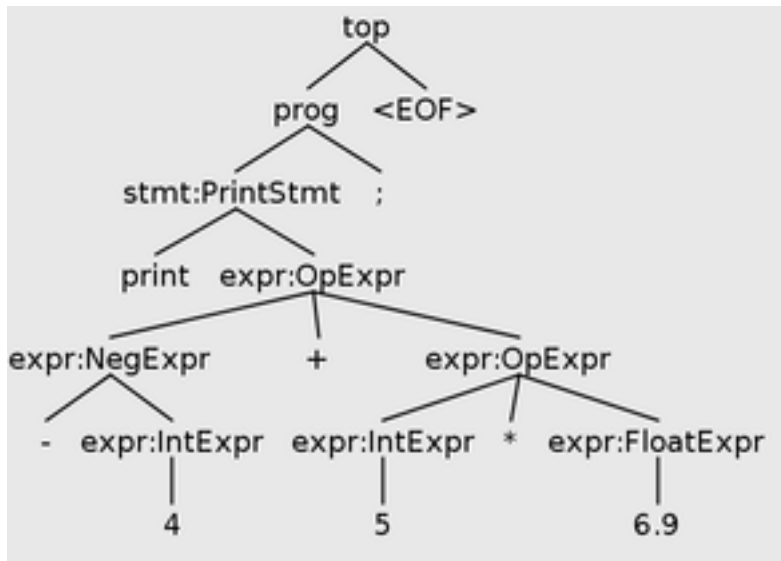 top
prog <EOF>
stmt:PrintStmt ;
print expr:OpExpr
expr:NegExpr + expr:OpExpr
- expr:IntExpr expr:IntExpr * expr:FloatExpr
4 5 6.9